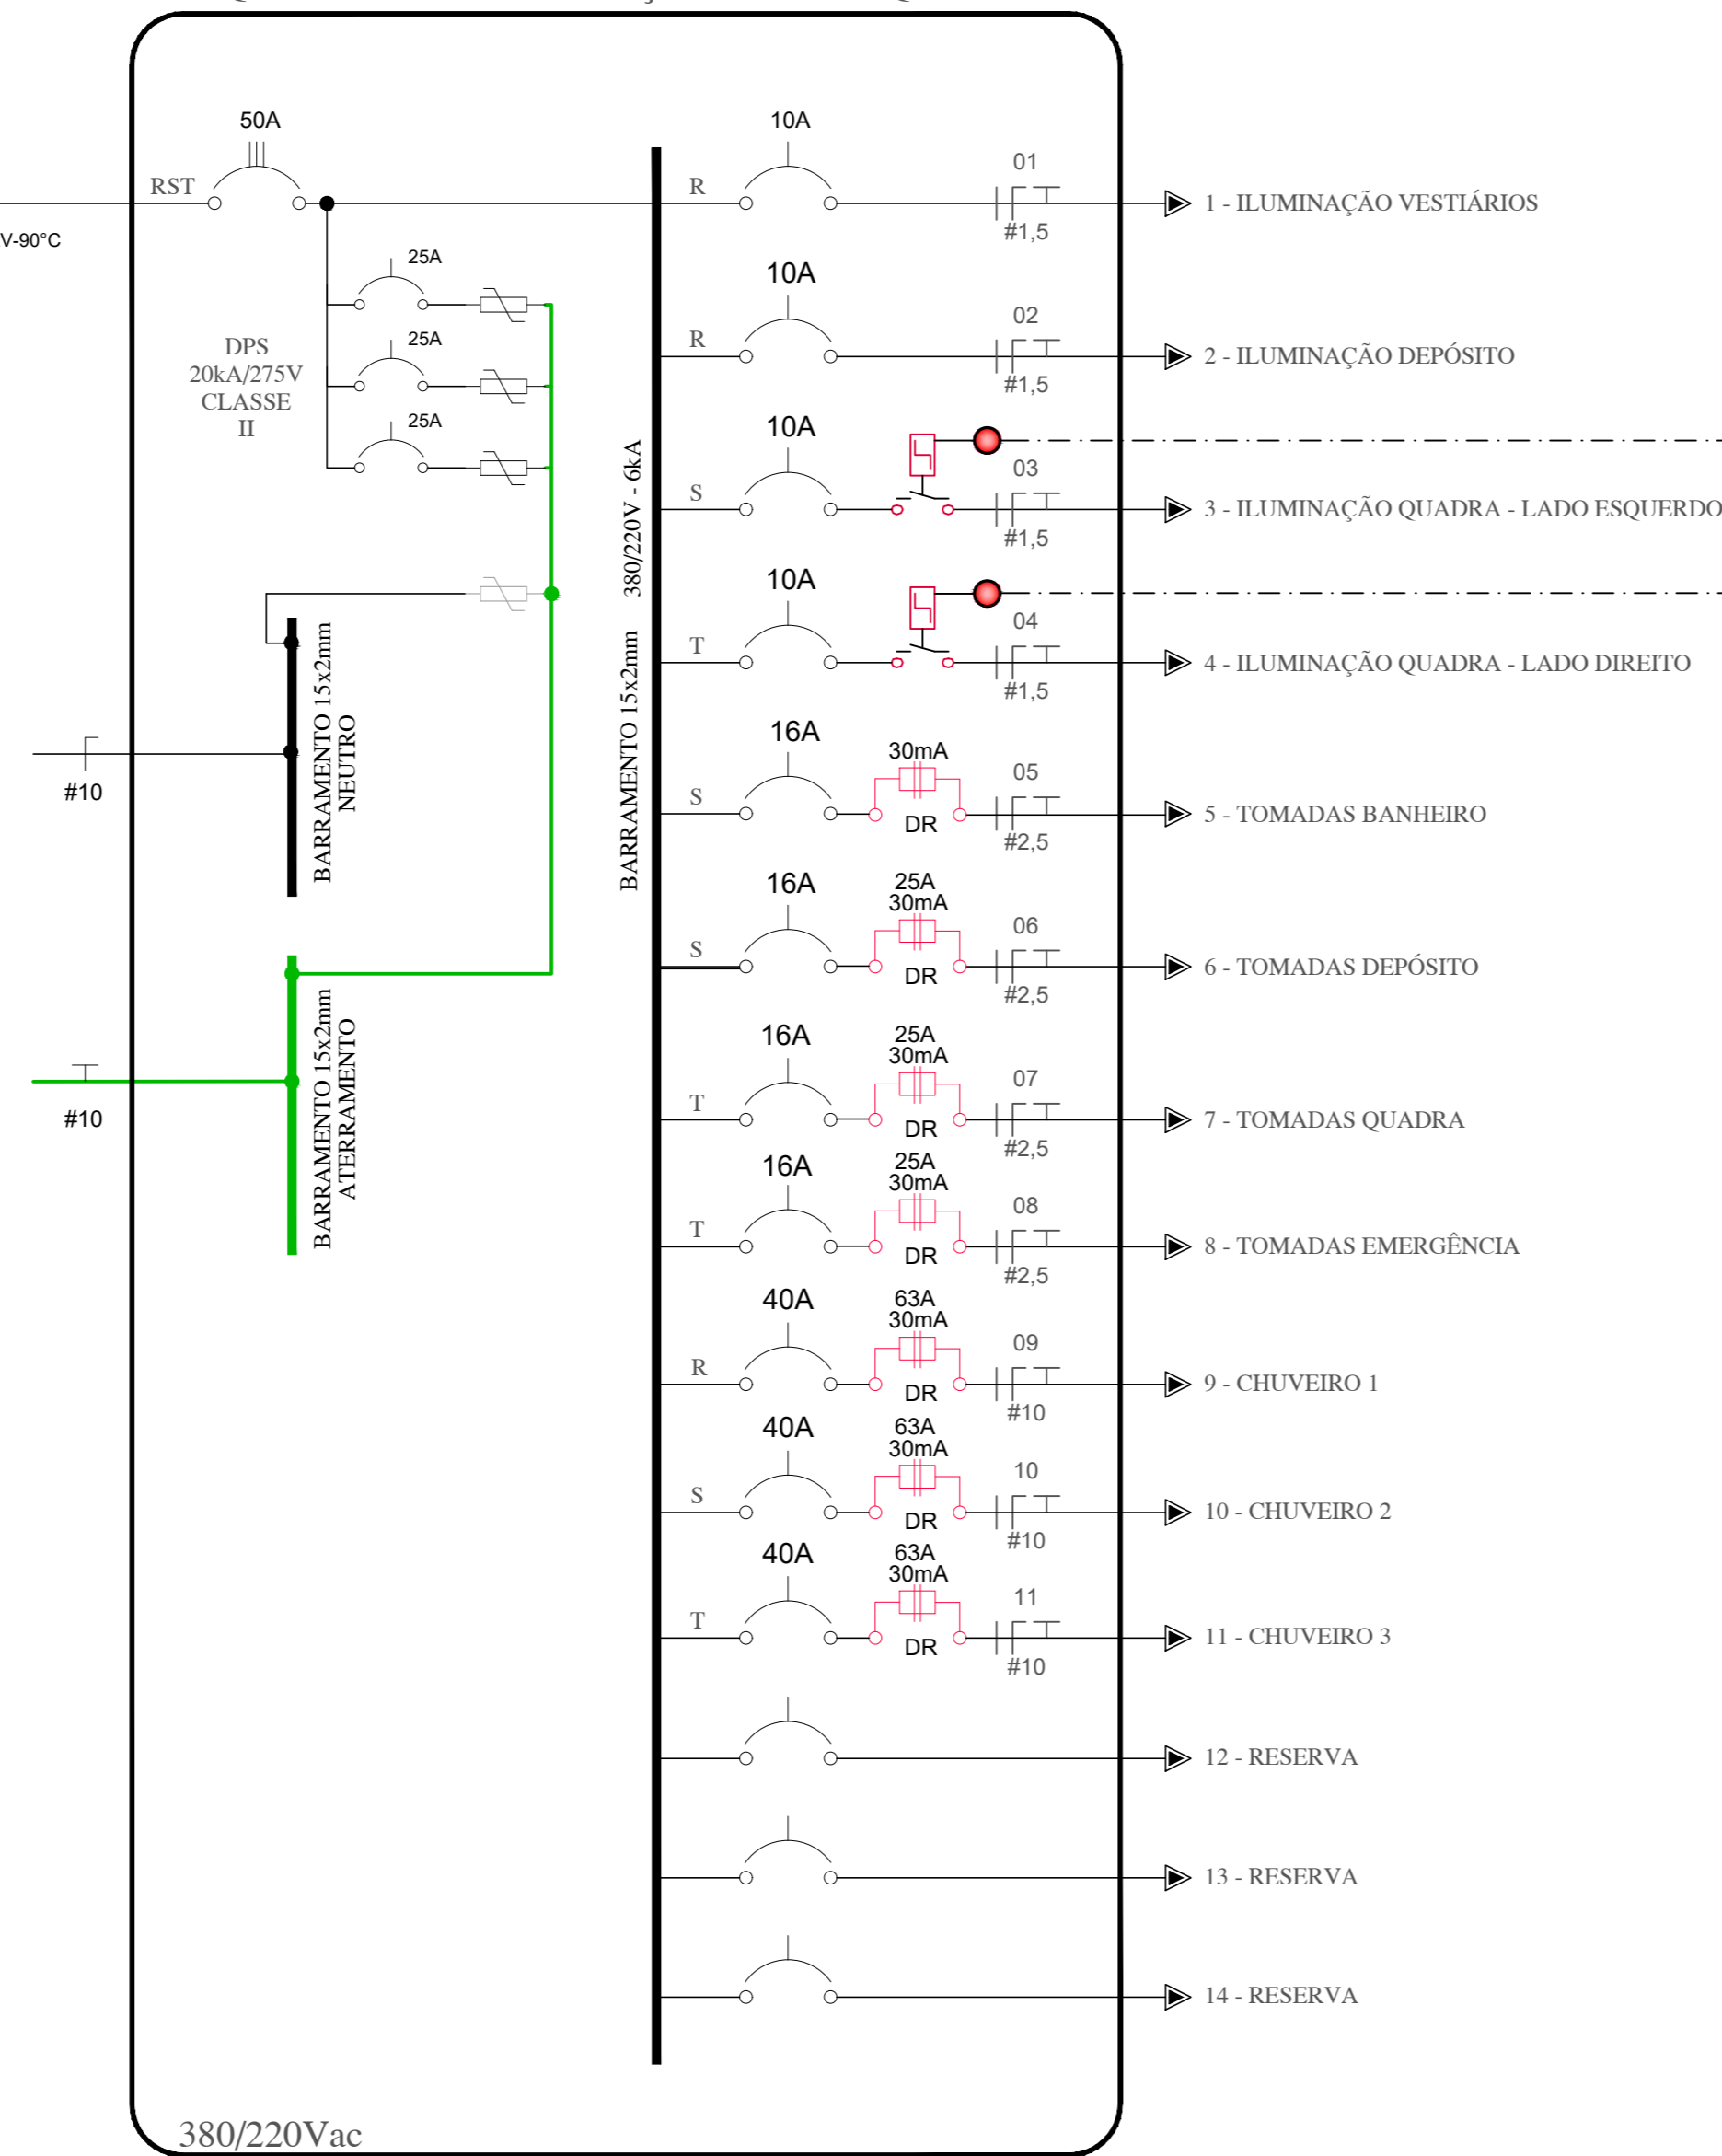 50A
RST
V-90°C
25A
25A
25A
DPS
20kA/275V
CLASSE
II
BARRAMENTO 15x2mm
NEUTRO
#10
BARRAMENTO 15x2mm
ATERRAMENTO
#10
BARRAMENTO 15x2mm 380/220V - 6kA
10A
R
01
#1,5
1 - ILUMINAÇÃO VESTIÁRIOS
10A
R
02
#1,5
2 - ILUMINAÇÃO DEPÓSITO
10A
S
03
#1,5
3 - ILUMINAÇÃO QUADRA - LADO ESQUERDO
10A
T
04
#1,5
4 - ILUMINAÇÃO QUADRA - LADO DIREITO
16A
S
30mA
DR
05
#2,5
5 - TOMADAS BANHEIRO
16A
S
25A
30mA
DR
06
#2,5
6 - TOMADAS DEPÓSITO
16A
T
25A
30mA
DR
07
#2,5
7 - TOMADAS QUADRA
16A
T
25A
30mA
DR
08
#2,5
8 - TOMADAS EMERGÊNCIA
40A
R
63A
30mA
DR
09
#10
9 - CHUVEIRO 1
40A
S
63A
30mA
DR
10
#10
10 - CHUVEIRO 2
40A
T
63A
30mA
DR
11
#10
11 - CHUVEIRO 3
12 - RESERVA
13 - RESERVA
14 - RESERVA
380/220Vac